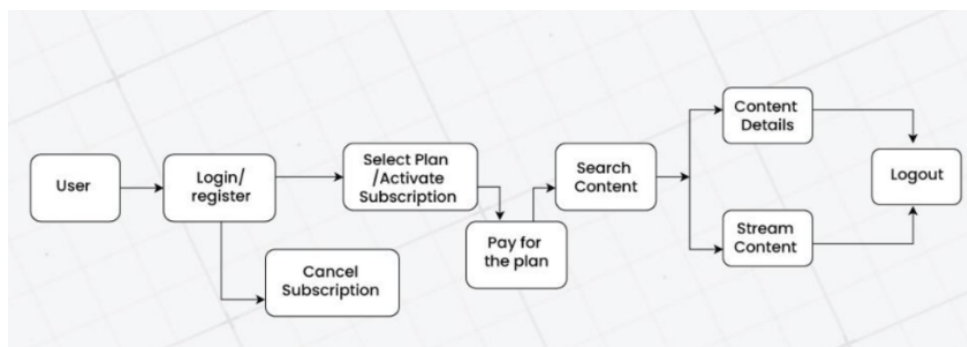 User
Login/
register
Select Plan
/Activate
Subscription
Cancel
Subscription
Pay for
the plan
Search
Content
Content
Details
Stream
Content
Logout